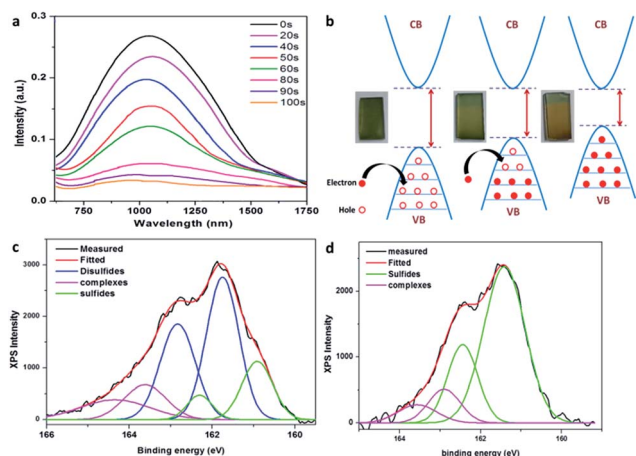 a
0.3
0.2
0.1
0.0
Intensity (a.u.)
0s
20s
40s
50s
60s
80s
90s
100s
750 1000 1250 1500 1750
Wavelength (nm)
b
CB CB CB
Electron
Hole
VB VB VB
c
3000
2000
1000
0
XPS Intensity
Measured
Fitted
Disulfides
complexes
sulfides
166 164 162 160
Binding energy (eV)
d
2400
1600
800
0
XPS Intensity
measured
Fitted
Sulfides
complexes
164 162 160
binding energy (eV)